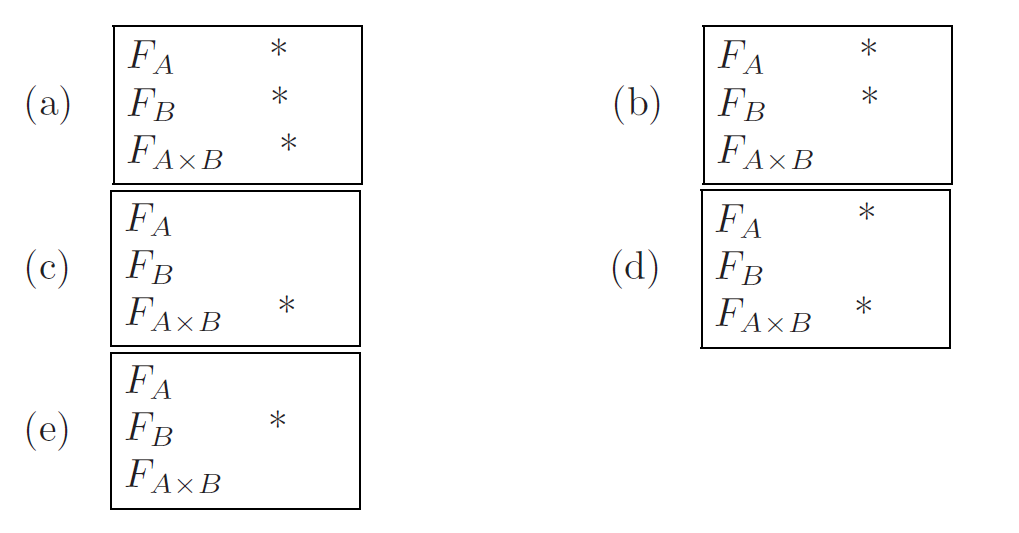 (a)
F_A *
F_B *
F_{A×B} *
(b)
F_A *
F_B *
F_{A×B}
(c)
F_A
F_B
F_{A×B} *
(d)
F_A *
F_B
F_{A×B} *
(e)
F_A
F_B *
F_{A×B}